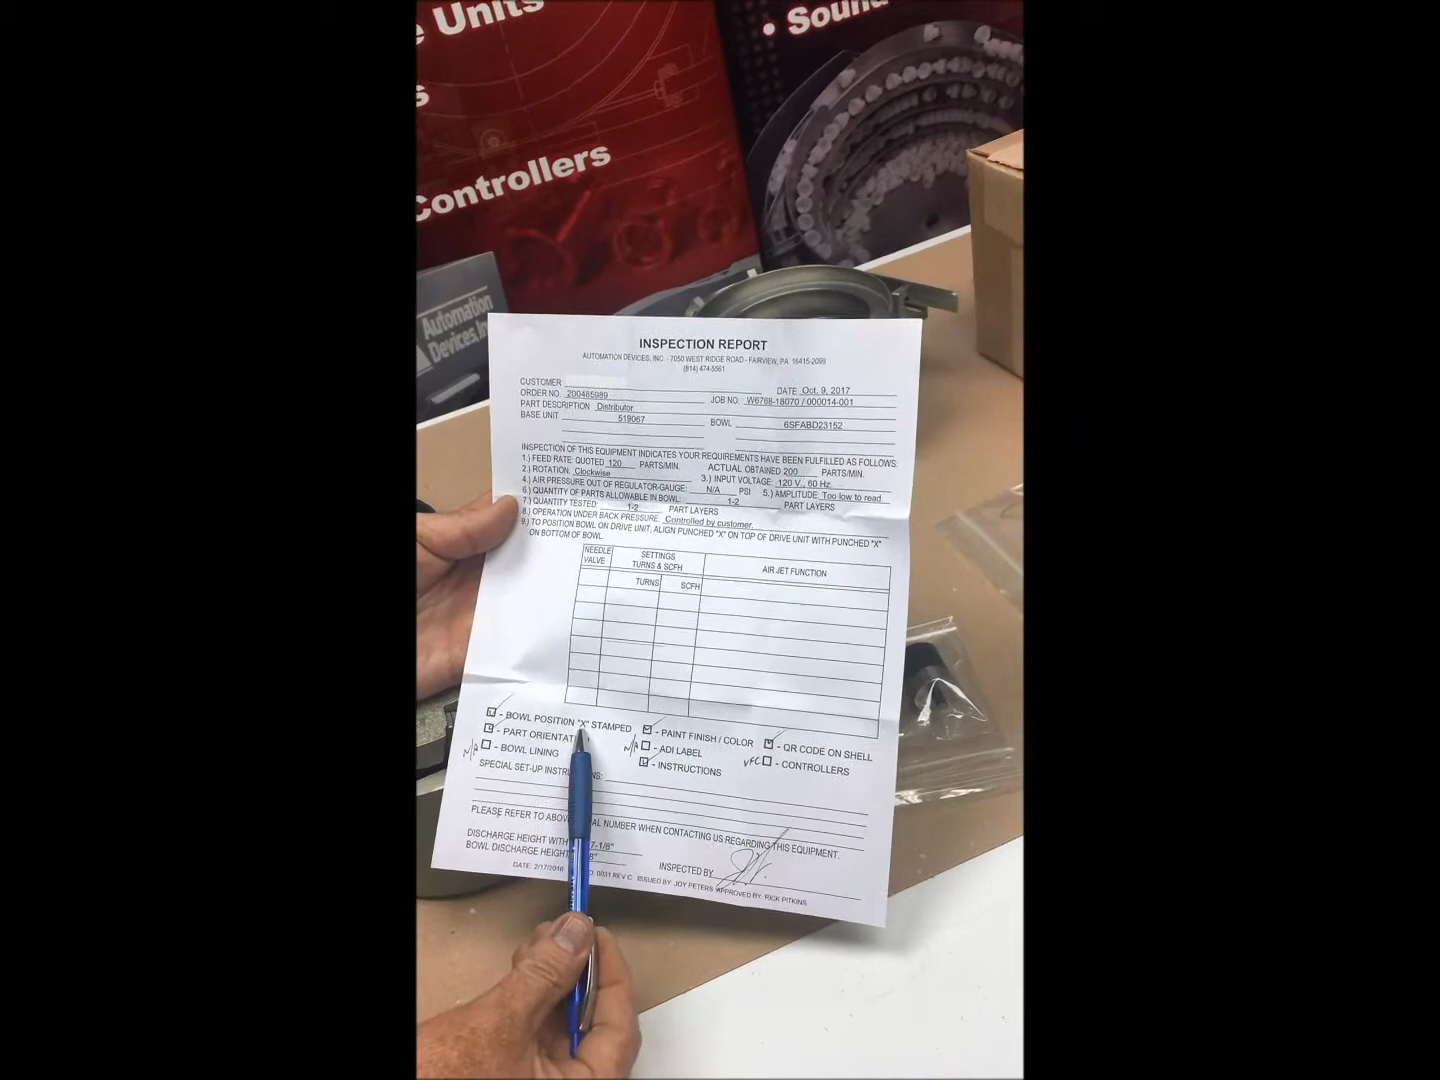 e Units
s
Controllers
• Sound
Automation
Devices, Inc
INSPECTION REPORT
AUTOMATION DEVICES, INC. - 7050 WEST RIDGE ROAD - FAIRVIEW, PA 16415-2099
(814) 474-5561
CUSTOMER
DATE Oct. 9, 2017
ORDER NO. 200485989
JOB NO. W6768-18070 / 000014-001
PART DESCRIPTION Distributor
BASE UNIT 519067 BOWL 6SFABD23152
INSPECTION OF THIS EQUIPMENT INDICATES YOUR REQUIREMENTS HAVE BEEN FULFILLED AS FOLLOWS:
1.) FEED RATE: QUOTED 120 PARTS/MIN. ACTUAL OBTAINED 200 PARTS/MIN.
2.) ROTATION: Clockwise 3.) INPUT VOLTAGE: 120 V., 60 Hz
4.) AIR PRESSURE OUT OF REGULATOR-GAUGE: N/A PSI 5.) AMPLITUDE: Too low to read
6.) QUANTITY OF PARTS ALLOWABLE IN BOWL: 1-2 PART LAYERS
7.) QUANTITY TESTED: 1-2 PART LAYERS
8.) OPERATION UNDER BACK PRESSURE: Controlled by customer.
9.) TO POSITION BOWL ON DRIVE UNIT, ALIGN PUNCHED "X" ON TOP OF DRIVE UNIT WITH PUNCHED "X"
ON BOTTOM OF BOWL.
NEEDLE VALVE SETTINGS TURNS & SCFH AIR JET FUNCTION
TURNS SCFH
- BOWL POSITION "X" STAMPED - PAINT FINISH / COLOR - QR CODE ON SHELL
- PART ORIENTAT N/A - ADI LABEL VFC - CONTROLLERS
N/A - BOWL LINING - INSTRUCTIONS
SPECIAL SET-UP INSTR NS:
PLEASE REFER TO ABOV IAL NUMBER WHEN CONTACTING US REGARDING THIS EQUIPMENT.
DISCHARGE HEIGHT WITH 7-1/8"
BOWL DISCHARGE HEIGHT 8"
INSPECTED BY
DATE: 2/17/2016 0031 REV C ISSUED BY: JOY PETERS APPROVED BY: RICK PITKINS